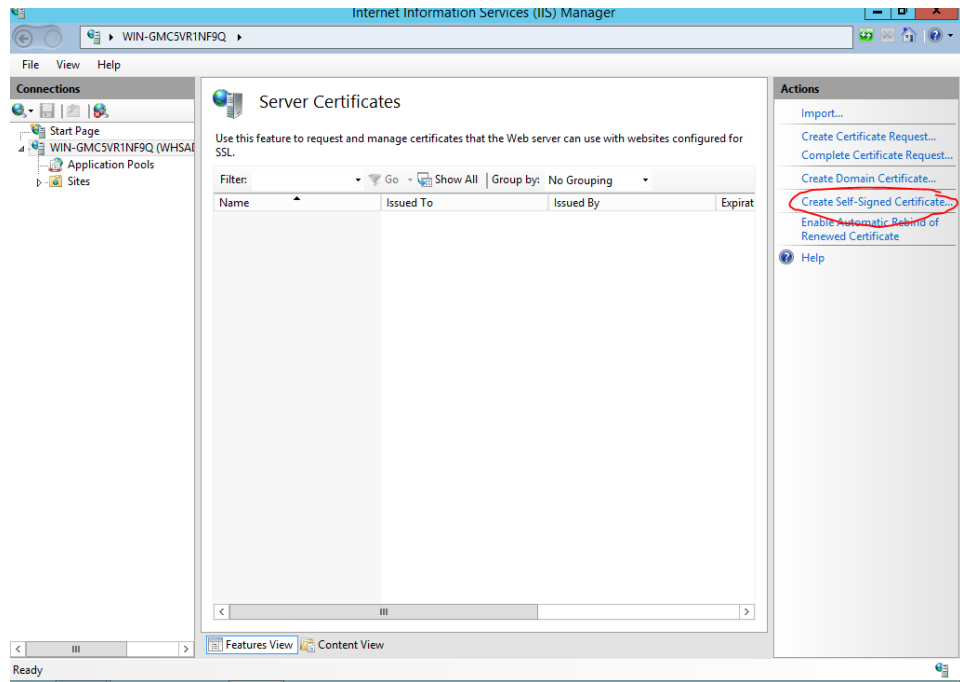 Internet Information Services (IIS) Manager
WIN-GMC5VR1NF9Q
File View Help
Connections
Start Page
WIN-GMC5VR1NF9Q (WHSAD
Application Pools
Sites
Server Certificates
Use this feature to request and manage certificates that the Web server can use with websites configured for
SSL.
Filter: Go Show All Group by: No Grouping
Name Issued To Issued By Expirat
Features View Content View
Actions
Import...
Create Certificate Request...
Complete Certificate Request...
Create Domain Certificate...
Create Self-Signed Certificate...
Enable Automatic Rebind of
Renewed Certificate
Help
Ready